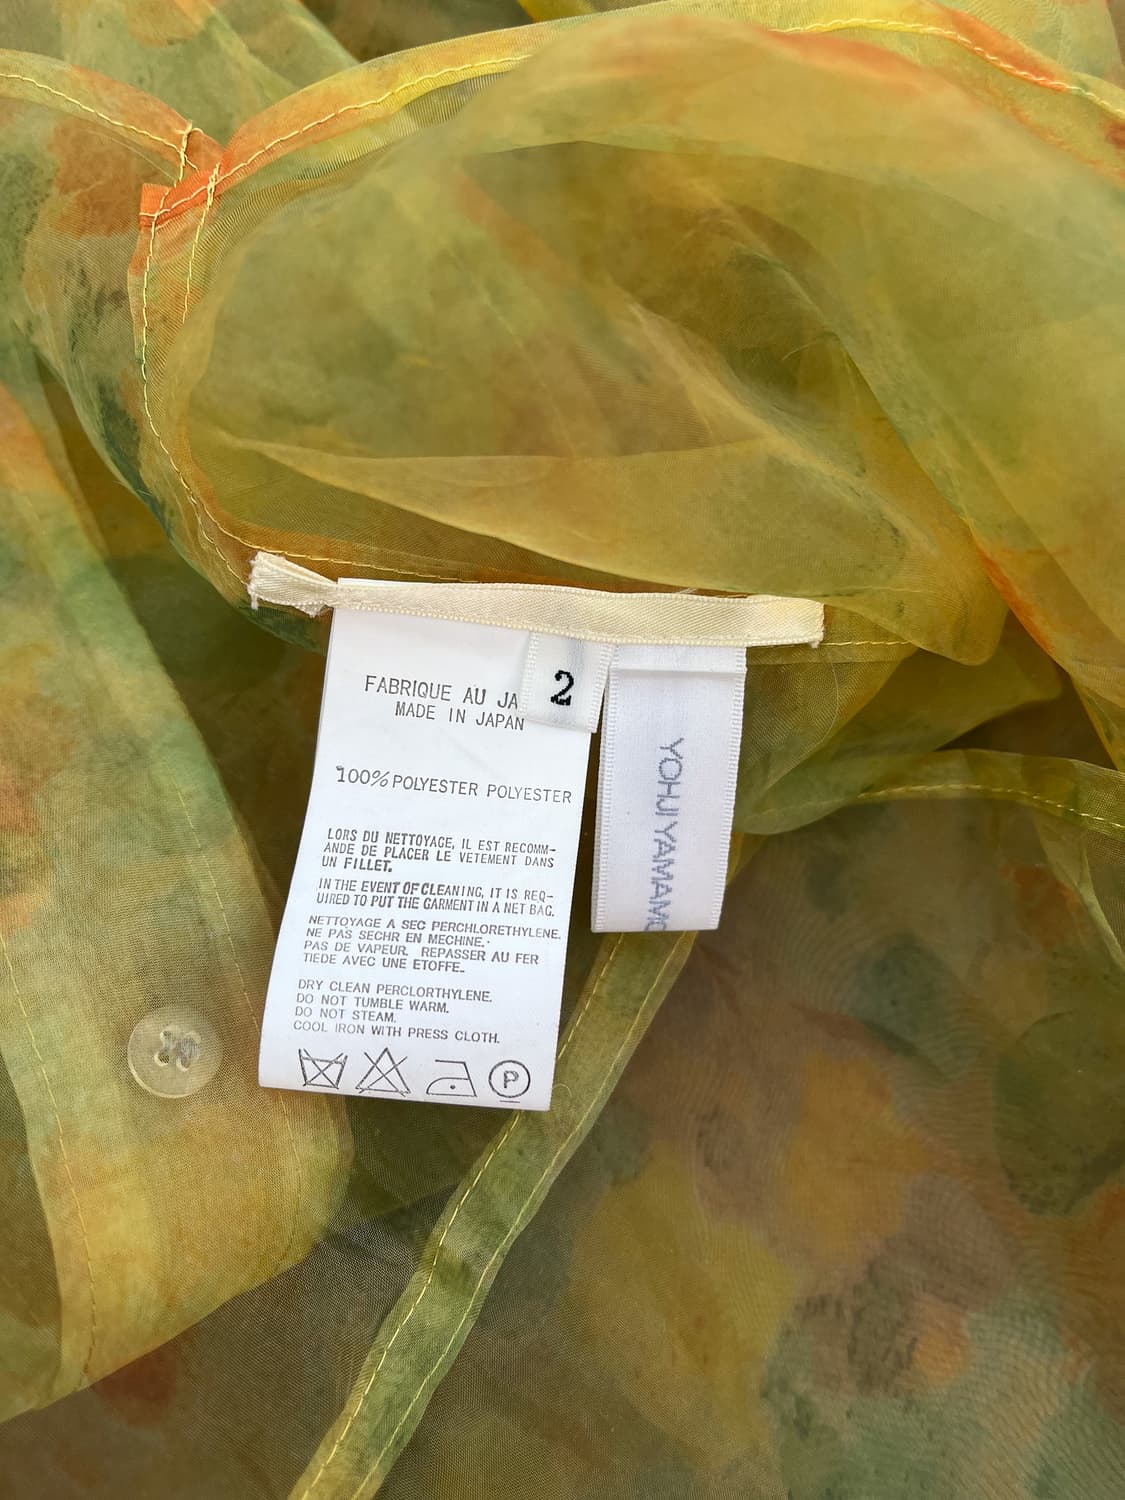 FABRIQUE AU JA
MADE IN JAPAN
2
YOHJI YAMAMO
100% POLYESTER POLYESTER
LORS DU NETTOYAGE, IL EST RECOMM-
ANDE DE PLACER LE VETEMENT DANS
UN FILLET.
IN THE EVENT OF CLEANING, IT IS REQ-
UIRED TO PUT THE GARMENT IN A NET BAG.
NETTOYAGE A SEC PERCHLORETHYLENE.
NE PAS SECHR EN MECHINE.
PAS DE VAPEUR. REPASSER AU FER
TIEDE AVEC UNE ETOFFE.
DRY CLEAN PERCLORTHYLENE.
DO NOT TUMBLE WARM.
DO NOT STEAM.
COOL IRON WITH PRESS CLOTH.
P